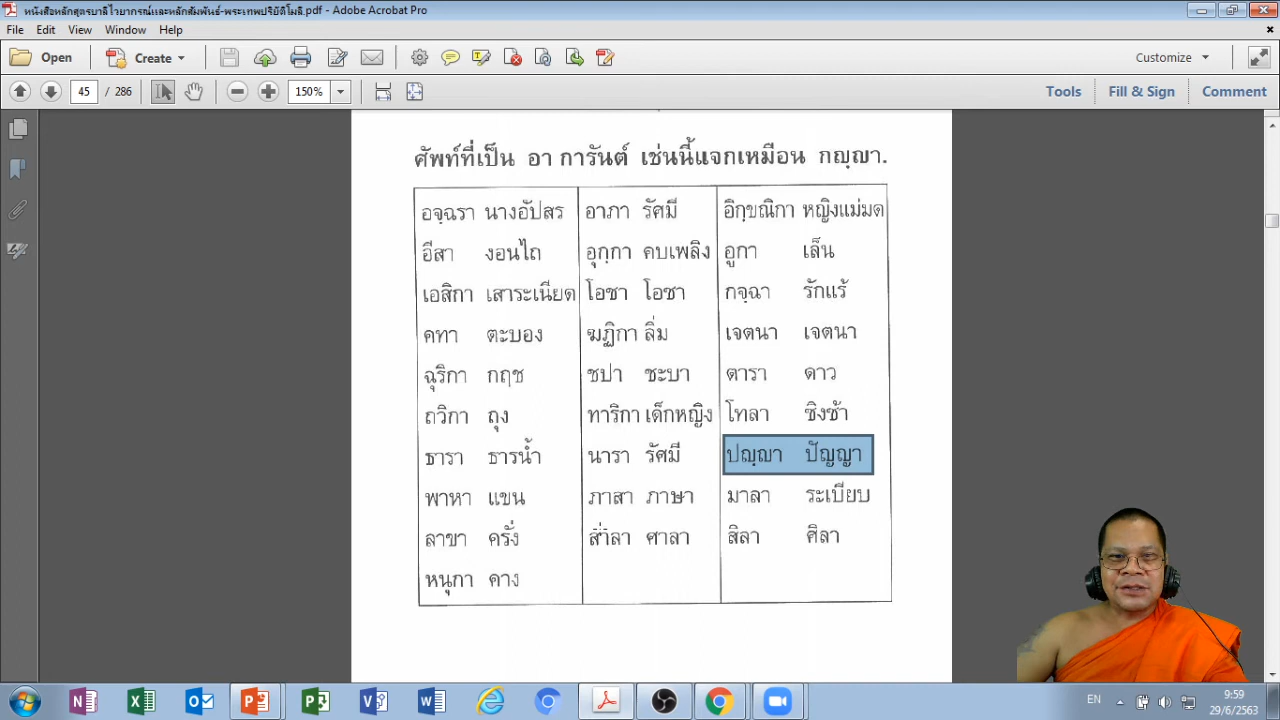 หนังสือหลักสูตรบาลีไวยากรณ์และหลักสัมพันธ์-พระเทพปริยัติโมลี.pdf - Adobe Acrobat Pro
File Edit View Window Help
Open Create Customize
45 / 286 150% Tools Fill & Sign Comment
ศัพท์ที่เป็น อา การันต์ เช่นนี้แจกเหมือน กญฺญา.
อจฺฉรา นางอัปสร อาภา รัศมี อิกฺขณิกา หญิงแม่มด
อีสา งอนไถ อุกฺกา คบเพลิง อูกา เล็น
เอสิกา เสาระเนียด โอชา โอชา กจฺฉา รักแร้
คทา ตะบอง ฆฏิกา ลิ่ม เจตนา เจตนา
ฉุริกา กฤช ชปา ชะบา ตารา ดาว
ถวิกา ถุง ทาริกา เด็กหญิง โทลา ชิงช้า
ธารา ธารน้ำ นารา รัศมี ปญฺญา ปัญญา
พาหา แขน ภาสา ภาษา มาลา ระเบียบ
ลาขา ครั่ง สาลา ศาลา สิลา ศิลา
หนุกา คาง
EN 9:59
29/6/2563